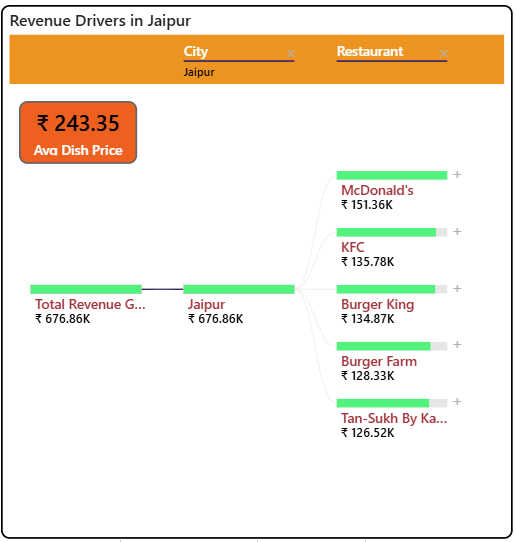 Revenue Drivers in Jaipur
City
Restaurant
Jaipur
₹ 243.35
Avg Dish Price
McDonald's
₹ 151.36K
KFC
₹ 135.78K
Total Revenue G...
₹ 676.86K
Jaipur
₹ 676.86K
Burger King
₹ 134.87K
Burger Farm
₹ 128.33K
Tan-Sukh By Ka...
₹ 126.52K